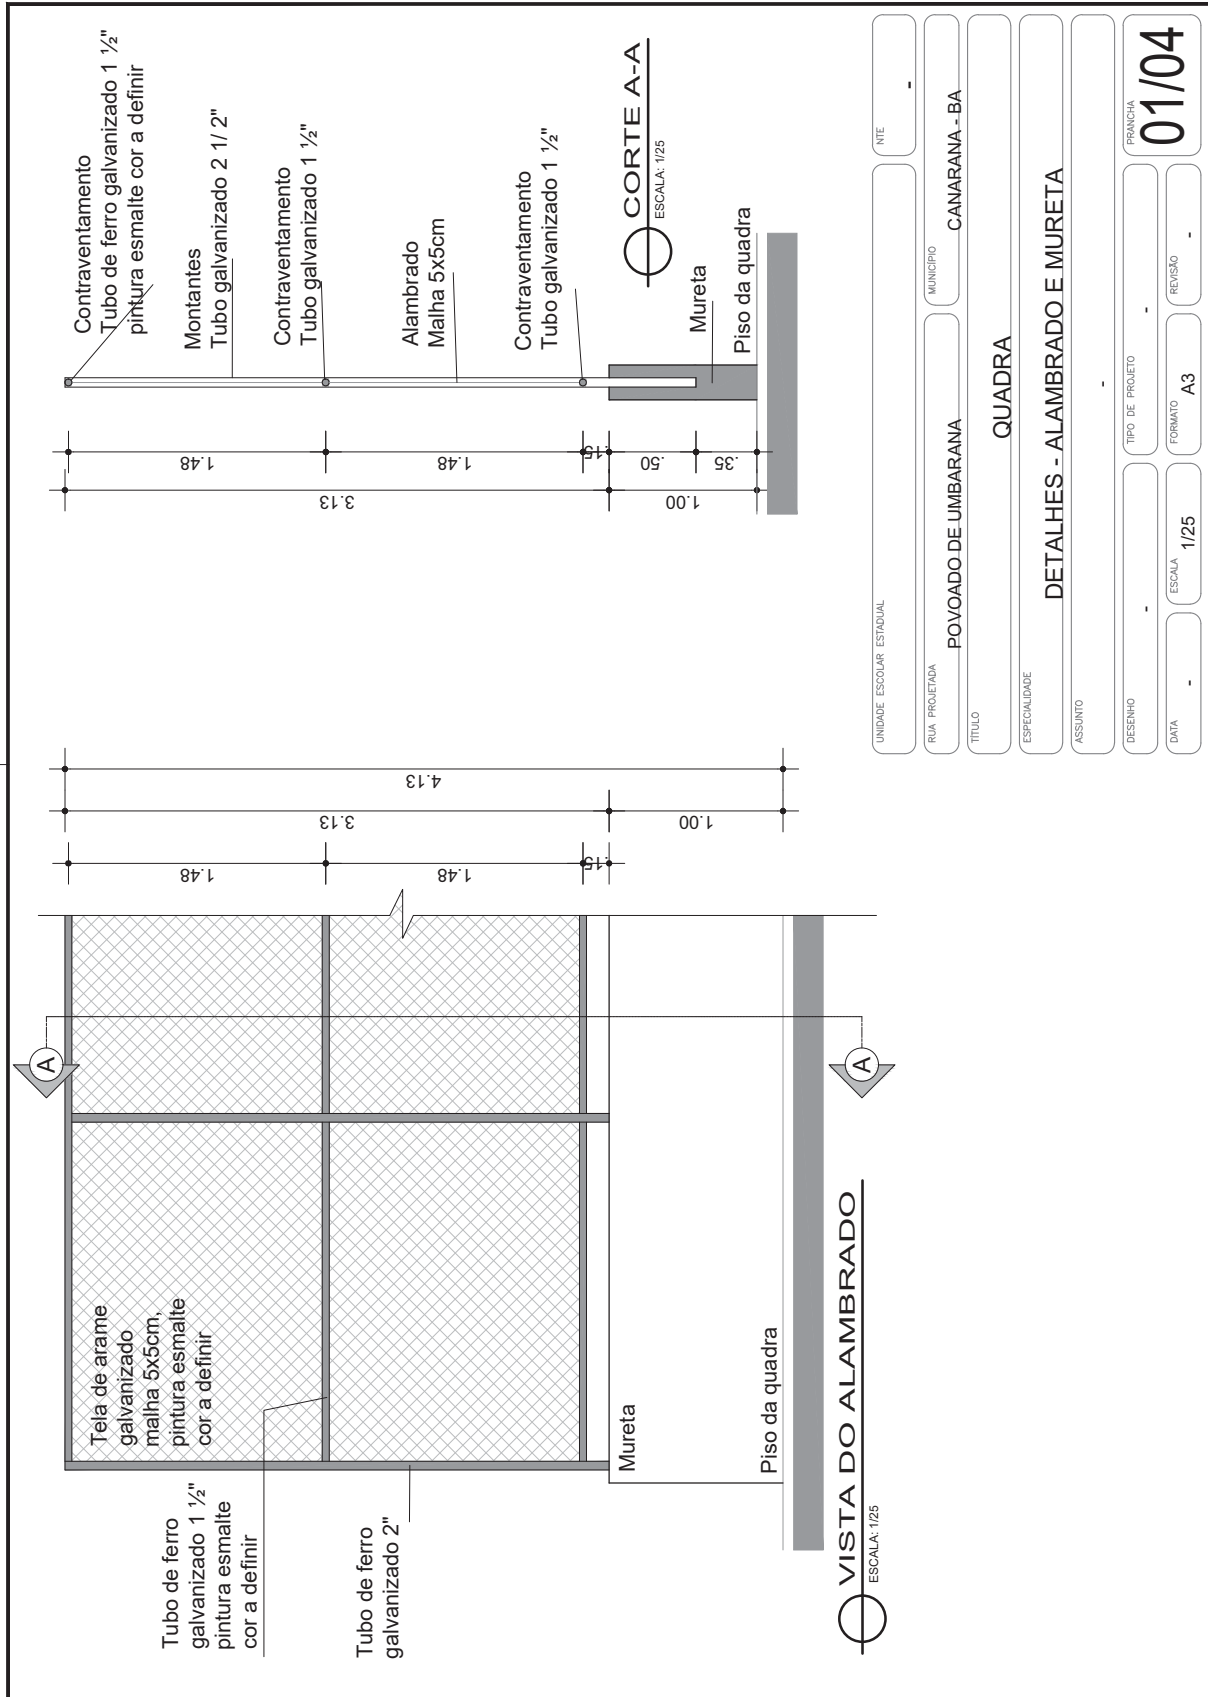 Tela de arame
galvanizado
malha 5x5cm,
pintura esmalte
cor a definir
Tubo de ferro
galvanizado 1 ½"
pintura esmalte
cor a definir
Tubo de ferro
galvanizado 2"
Mureta
Piso da quadra
A
A
1.48
1.48
.15
3.13
1.00
4.13
VISTA DO ALAMBRADO
ESCALA: 1/25
Contraventamento
Tubo de ferro galvanizado 1 ½"
pintura esmalte cor a definir
Montantes
Tubo galvanizado 2 1/ 2"
Contraventamento
Tubo galvanizado 1 ½"
Alambrado
Malha 5x5cm
Contraventamento
Tubo galvanizado 1 ½"
Mureta
Piso da quadra
1.48
1.48
.15
.50
.35
3.13
1.00
CORTE A-A
ESCALA: 1/25
UNIDADE ESCOLAR ESTADUAL
NTE
-
RUA PROJETADA
POVOADO DE UMBARANA
MUNICÍPIO
CANARANA - BA
TÍTULO
QUADRA
ESPECIALIDADE
DETALHES - ALAMBRADO E MURETA
ASSUNTO
-
DESENHO
-
TIPO DE PROJETO
-
PRANCHA
01/04
DATA
-
ESCALA
1/25
FORMATO
A3
REVISÃO
-